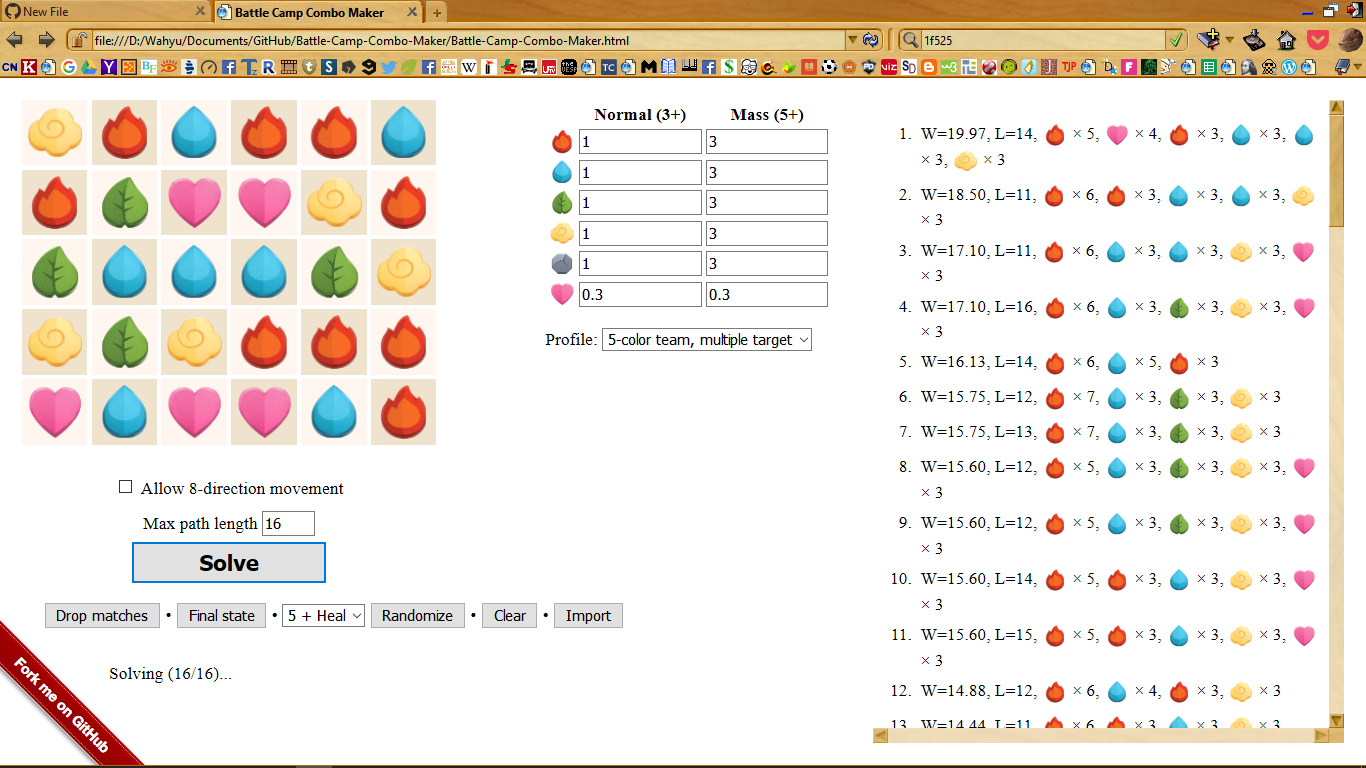 New File
Battle Camp Combo Maker
file:///D:/Wahyu/Documents/GitHub/Battle-Camp-Combo-Maker/Battle-Camp-Combo-Maker.html
1f525
Normal (3+) Mass (5+)
1 3
1 3
1 3
1 3
1 3
0.3 0.3
Profile: 5-color team, multiple target
Allow 8-direction movement
Max path length 16
Solve
Drop matches • Final state • 5 + Heal Randomize • Clear • Import
Solving (16/16)...
Fork me on GitHub
1. W=19.97, L=14, × 5, × 4, × 3, × 3,
× 3, × 3
2. W=18.50, L=11, × 6, × 3, × 3, × 3,
× 3
3. W=17.10, L=11, × 6, × 3, × 3, × 3,
× 3
4. W=17.10, L=16, × 6, × 3, × 3, × 3,
× 3
5. W=16.13, L=14, × 6, × 5, × 3
6. W=15.75, L=12, × 7, × 3, × 3, × 3
7. W=15.75, L=13, × 7, × 3, × 3, × 3
8. W=15.60, L=12, × 5, × 3, × 3, × 3,
× 3
9. W=15.60, L=12, × 5, × 3, × 3, × 3,
× 3
10. W=15.60, L=14, × 5, × 3, × 3, × 3,
× 3
11. W=15.60, L=15, × 5, × 3, × 3, × 3,
× 3
12. W=14.88, L=12, × 6, × 4, × 3, × 3
13. W=14.44, L=11, × 6, × 3, × 3, × 3